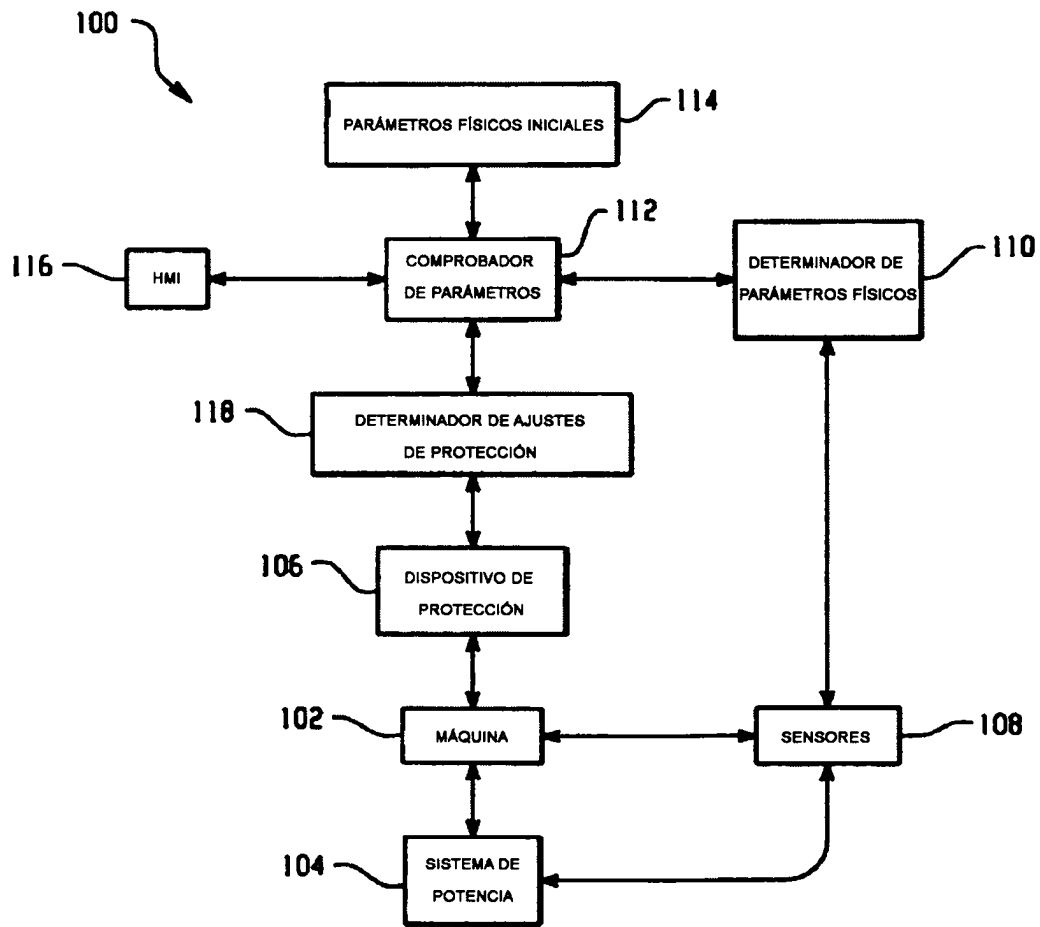 100
114
PARÁMETROS FÍSICOS INICIALES
112
110
116
HMI
COMPROBADOR
DE PARÁMETROS
DETERMINADOR DE
PARÁMETROS FÍSICOS
118
DETERMINADOR DE AJUSTES
DE PROTECCIÓN
106
DISPOSITIVO DE
PROTECCIÓN
102
MÁQUINA
SENSORES
108
104
SISTEMA DE
POTENCIA